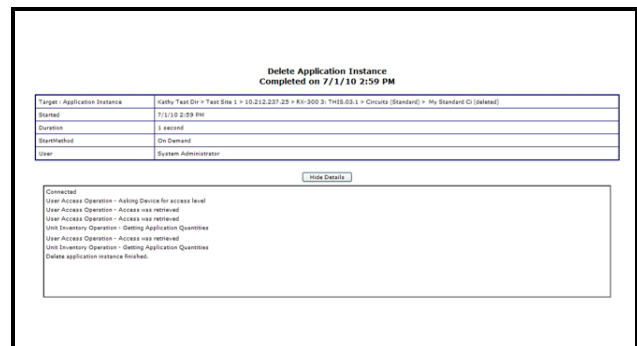 Delete Application Instance
Completed on 7/1/10 2:59 PM
Target : Application Instance Kathy Test Dir > Test Site 1 > 10.212.237.25 > RX-300 3: THIS.03.1 > Circuits (Standard) > My Standard Ci (deleted)
Started 7/1/10 2:59 PM
Duration 1 second
StartMethod On Demand
User System Administrator
Hide Details
Connected
User Access Operation - Asking Device for access level
User Access Operation - Access was retrieved
User Access Operation - Access was retrieved
Unit Inventory Operation - Getting Application Quantities
User Access Operation - Access was retrieved
Unit Inventory Operation - Getting Application Quantities
Delete application instance finished.